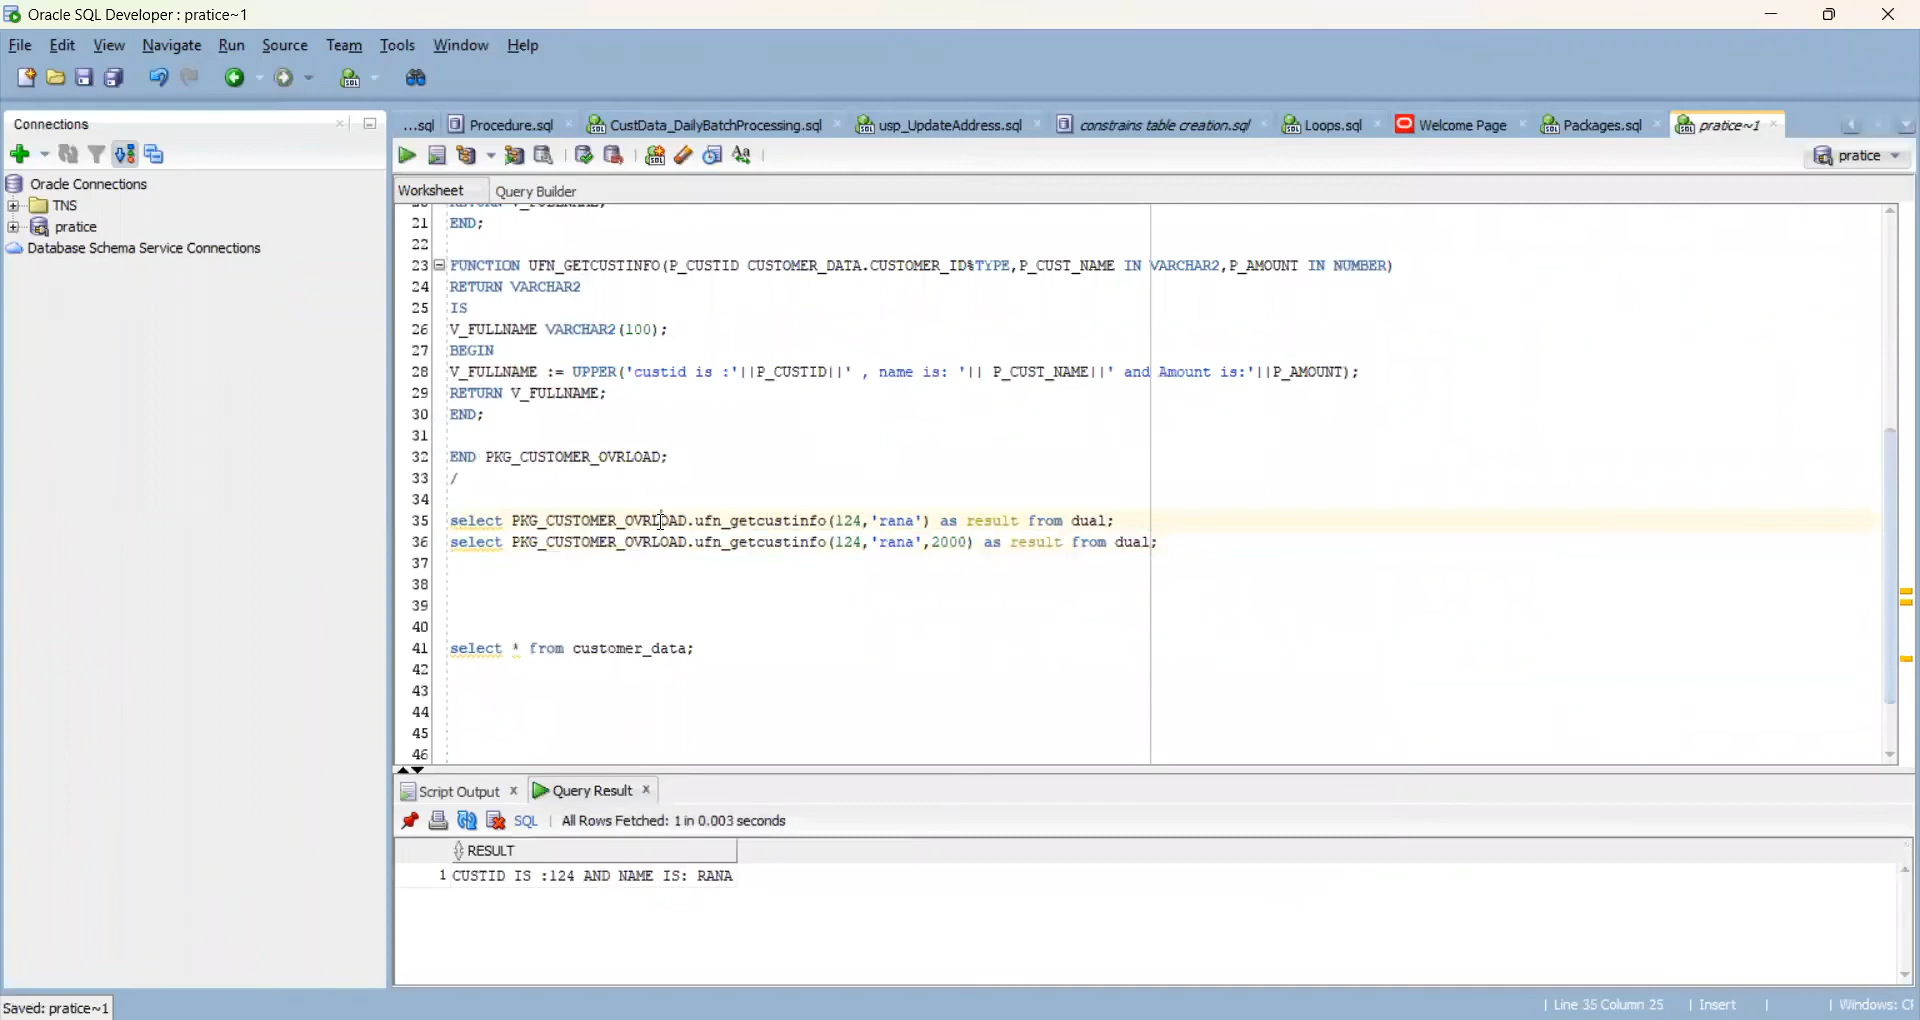 Oracle SQL Developer : pratice~1
File Edit View Navigate Run Source Team Tools Window Help
Connections
Oracle Connections
TNS
pratice
Database Schema Service Connections
...sql Procedure.sql CustData_DailyBatchProcessing.sql usp_UpdateAddress.sql constrains table creation.sql Loops.sql Welcome Page Packages.sql pratice~1
pratice
Worksheet Query Builder
21 END;
22
23 FUNCTION UFN_GETCUSTINFO(P_CUSTID CUSTOMER_DATA.CUSTOMER_ID%TYPE,P_CUST_NAME IN VARCHAR2,P_AMOUNT IN NUMBER)
24 RETURN VARCHAR2
25 IS
26 V_FULLNAME VARCHAR2(100);
27 BEGIN
28 V_FULLNAME := UPPER('custid is :'||P_CUSTID||' , name is: '|| P_CUST_NAME||' and Amount is:'||P_AMOUNT);
29 RETURN V_FULLNAME;
30 END;
31
32 END PKG_CUSTOMER_OVRLOAD;
33 /
34
35 select PKG_CUSTOMER_OVRLOAD.ufn_getcustinfo(124,'rana') as result from dual;
36 select PKG_CUSTOMER_OVRLOAD.ufn_getcustinfo(124,'rana',2000) as result from dual;
37
38
39
40
41 select * from customer_data;
42
43
44
45
46
Script Output Query Result
SQL All Rows Fetched: 1 in 0.003 seconds
RESULT
1 CUSTID IS :124 AND NAME IS: RANA
Saved: pratice~1
Line 35 Column 25 Insert Windows: